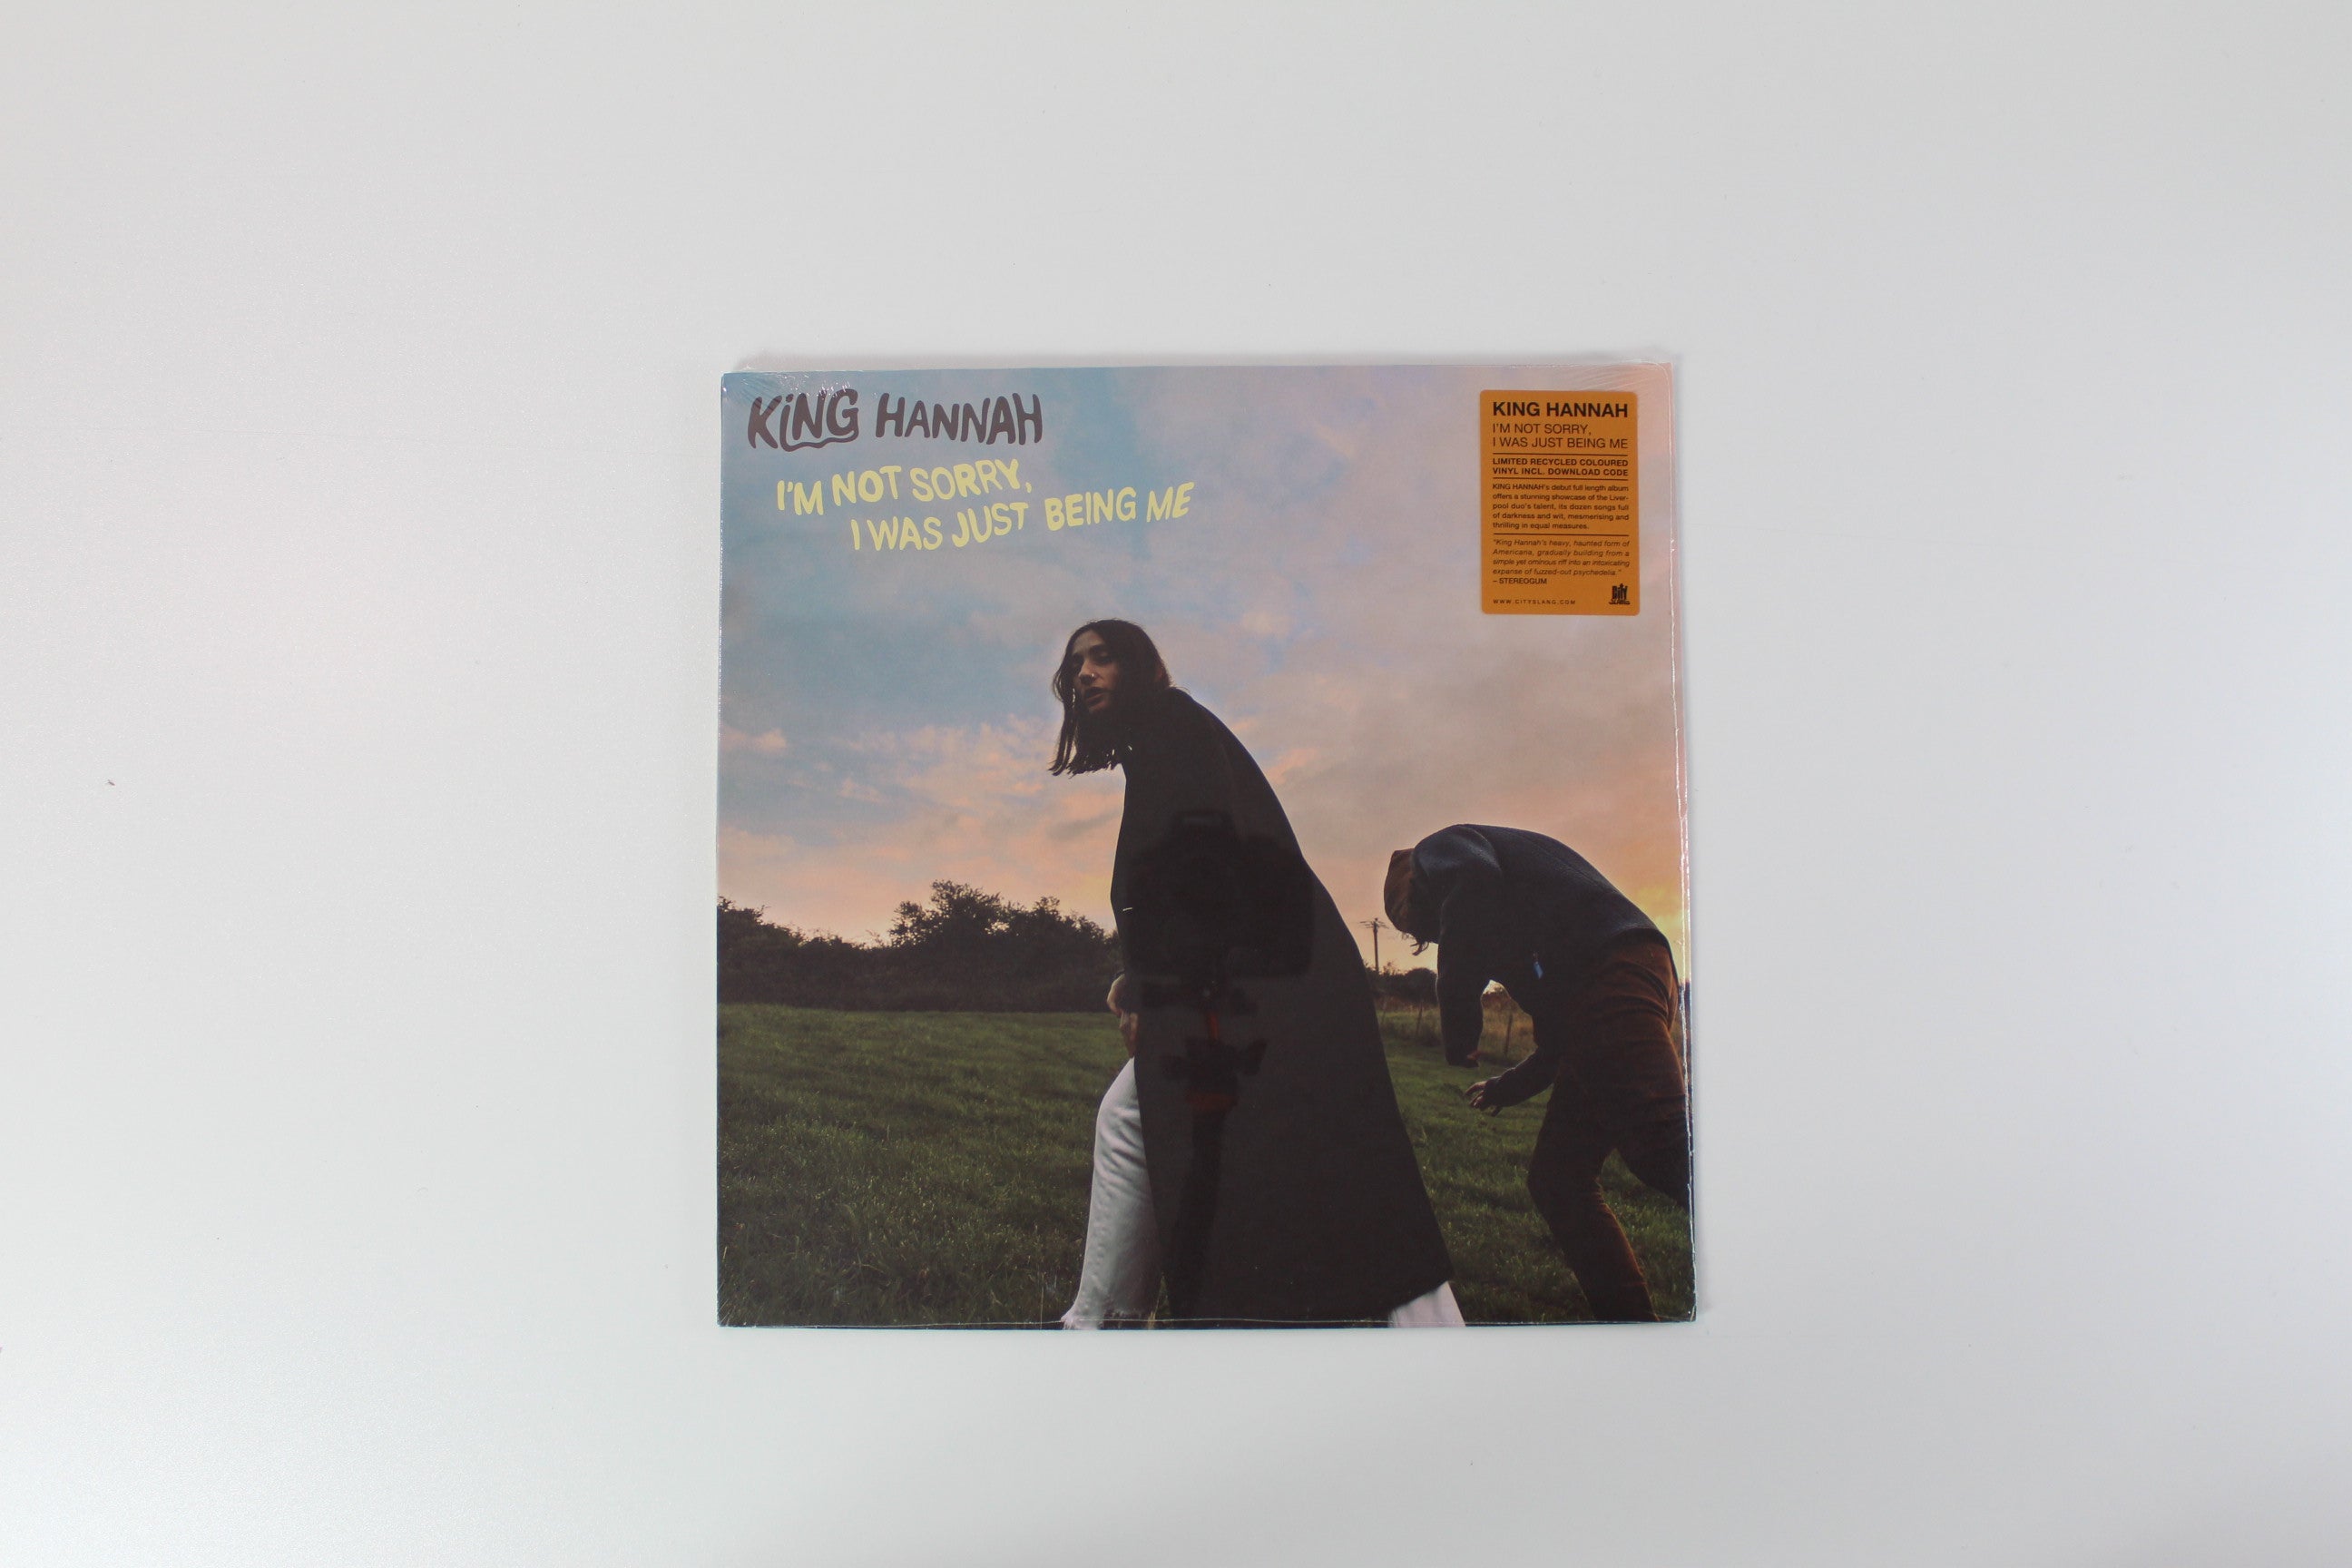 KiNG HANNAH
I'M NOT SORRY,
I WAS JUST BEING ME
KING HANNAH
I'M NOT SORRY,
I WAS JUST BEING ME
LIMITED RECYCLED COLOURED
VINYL INCL. DOWNLOAD CODE
KING HANNAH's debut full length album
offers a stunning showcase of the Liver-
pool duo's talent, its dozen songs full
of darkness and wit, mesmerising and
thrilling in equal measures.
"King Hannah's heavy, haunted form of
Americana, gradually building from a
simple yet ominous riff into an intoxicating
expanse of fuzzed-out psychedelia."
– STEREOGUM
WWW.CITYSLANG.COM
CITY SLANG